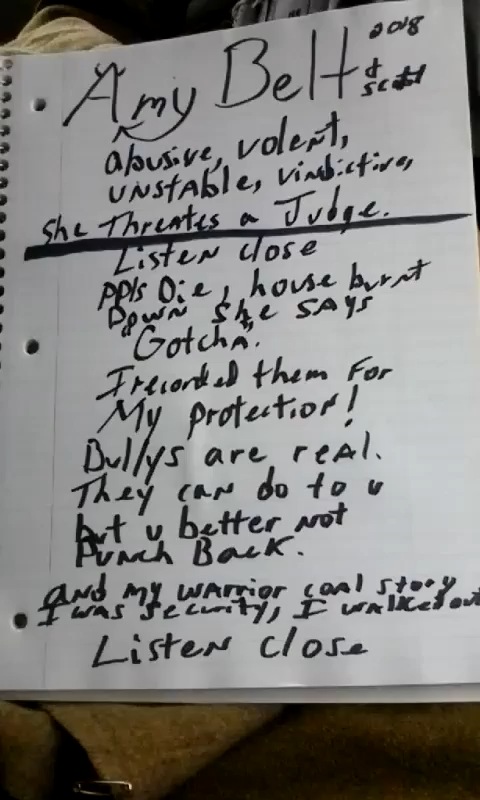 Amy Belt 2018
& scott
abusive, volent,
unstable, vindictive,
she Threates a Judge.
Listen close
ppls Die, house burnt
Down she says
"Gotcha".
I recorded them for
My protection!
Bullys are real.
They can do to u
but u better not
Punch Back.
and my warrior coal story
I was security, I walked out
Listen close